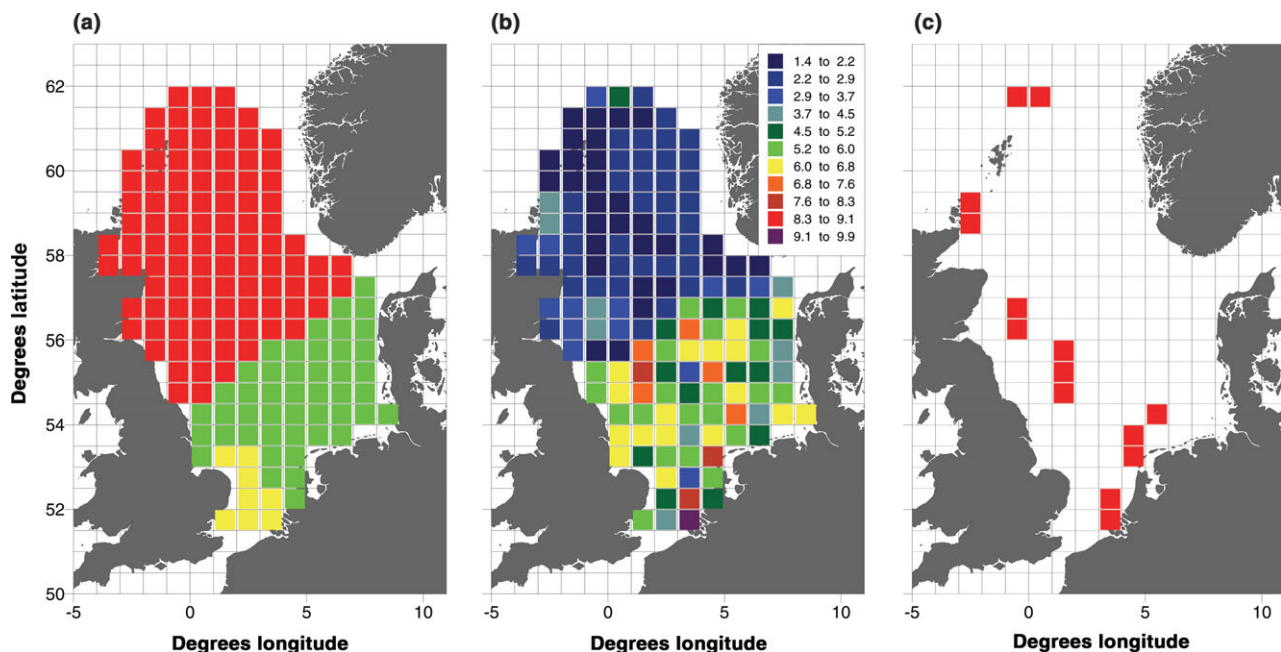 (a)
(b)
(c)
Degrees latitude
62
60
58
56
54
52
50
1.4 to 2.2
2.2 to 2.9
2.9 to 3.7
3.7 to 4.5
4.5 to 5.2
5.2 to 6.0
6.0 to 6.8
6.8 to 7.6
7.6 to 8.3
8.3 to 9.1
9.1 to 9.9
-5 0 5 10
-5 0 5 10
-5 0 5 10
Degrees longitude
Degrees longitude
Degrees longitude